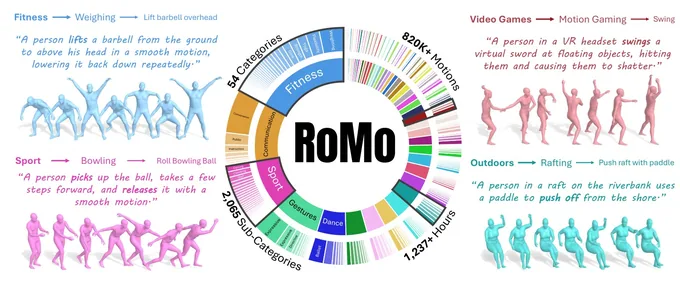 Fitness → Weighing → Lift barbell overhead
“A person lifts a barbell from the ground
to above his head in a smooth motion,
lowering it back down repeatedly.”
Sport → Bowling → Roll Bowling Ball
“A person picks up the ball, takes a few
steps forward, and releases it with a
smooth motion.”
54 Categories
820K+ Motions
2,065 Sub-Categories
1,237+ Hours
RoMo
Fitness
Communication
Sport
Gestures
Dance
Video Games → Motion Gaming → Swing
“A person in a VR headset swings a
virtual sword at floating objects, hitting
them and causing them to shatter.”
Outdoors → Rafting → Push raft with paddle
“A person in a raft on the riverbank uses
a paddle to push off from the shore.”